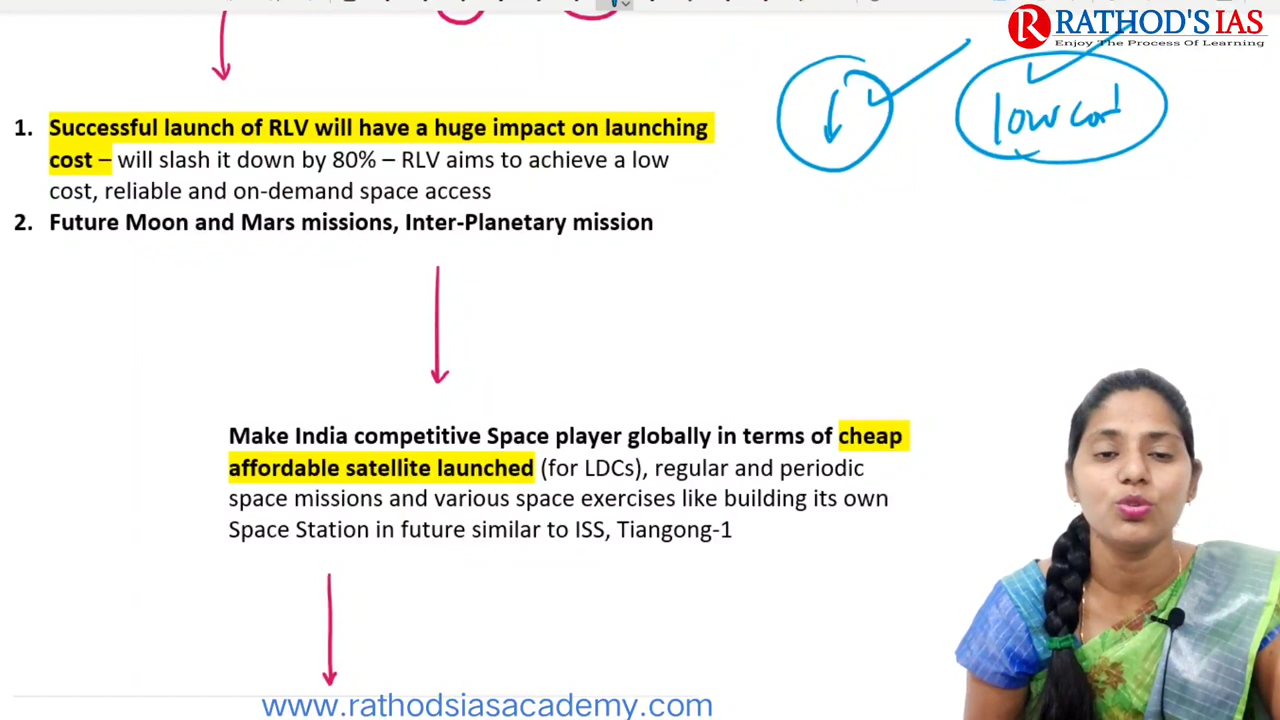 RATHOD'S IAS
Enjoy The Process Of Learning
low cost
1. Successful launch of RLV will have a huge impact on launching
cost – will slash it down by 80% – RLV aims to achieve a low
cost, reliable and on-demand space access
2. Future Moon and Mars missions, Inter-Planetary mission
Make India competitive Space player globally in terms of cheap
affordable satellite launched (for LDCs), regular and periodic
space missions and various space exercises like building its own
Space Station in future similar to ISS, Tiangong-1
www.rathodsiasacademy.com